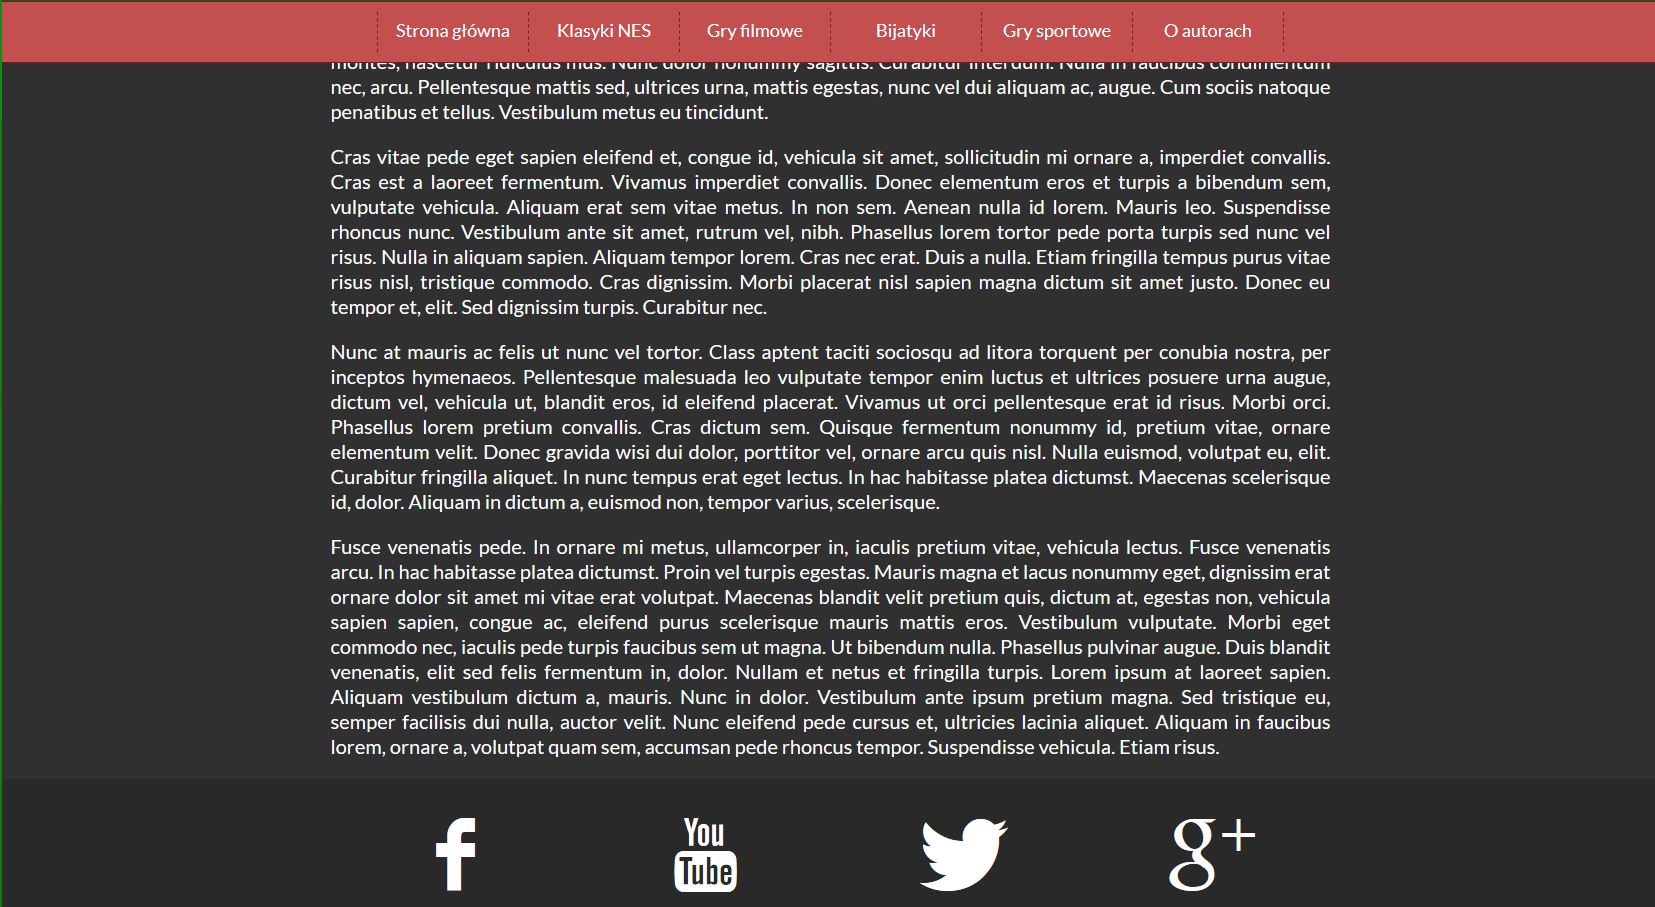 Strona główna Klasyki NES Gry filmowe Bijatyki Gry sportowe O autorach
montes, nascetur ridiculus mus. Nunc dolor nonummy sagittis. Curabitur interdum. Nulla in faucibus condimentum
nec, arcu. Pellentesque mattis sed, ultrices urna, mattis egestas, nunc vel dui aliquam ac, augue. Cum sociis natoque
penatibus et tellus. Vestibulum metus eu tincidunt.
Cras vitae pede eget sapien eleifend et, congue id, vehicula sit amet, sollicitudin mi ornare a, imperdiet convallis.
Cras est a laoreet fermentum. Vivamus imperdiet convallis. Donec elementum eros et turpis a bibendum sem,
vulputate vehicula. Aliquam erat sem vitae metus. In non sem. Aenean nulla id lorem. Mauris leo. Suspendisse
rhoncus nunc. Vestibulum ante sit amet, rutrum vel, nibh. Phasellus lorem tortor pede porta turpis sed nunc vel
risus. Nulla in aliquam sapien. Aliquam tempor lorem. Cras nec erat. Duis a nulla. Etiam fringilla tempus purus vitae
risus nisl, tristique commodo. Cras dignissim. Morbi placerat nisl sapien magna dictum sit amet justo. Donec eu
tempor et, elit. Sed dignissim turpis. Curabitur nec.
Nunc at mauris ac felis ut nunc vel tortor. Class aptent taciti sociosqu ad litora torquent per conubia nostra, per
inceptos hymenaeos. Pellentesque malesuada leo vulputate tempor enim luctus et ultrices posuere urna augue,
dictum vel, vehicula ut, blandit eros, id eleifend placerat. Vivamus ut orci pellentesque erat id risus. Morbi orci.
Phasellus lorem pretium convallis. Cras dictum sem. Quisque fermentum nonummy id, pretium vitae, ornare
elementum velit. Donec gravida wisi dui dolor, porttitor vel, ornare arcu quis nisl. Nulla euismod, volutpat eu, elit.
Curabitur fringilla aliquet. In nunc tempus erat eget lectus. In hac habitasse platea dictumst. Maecenas scelerisque
id, dolor. Aliquam in dictum a, euismod non, tempor varius, scelerisque.
Fusce venenatis pede. In ornare mi metus, ullamcorper in, iaculis pretium vitae, vehicula lectus. Fusce venenatis
arcu. In hac habitasse platea dictumst. Proin vel turpis egestas. Mauris magna et lacus nonummy eget, dignissim erat
ornare dolor sit amet mi vitae erat volutpat. Maecenas blandit velit pretium quis, dictum at, egestas non, vehicula
sapien sapien, congue ac, eleifend purus scelerisque mauris mattis eros. Vestibulum vulputate. Morbi eget
commodo nec, iaculis pede turpis faucibus sem ut magna. Ut bibendum nulla. Phasellus pulvinar augue. Duis blandit
venenatis, elit sed felis fermentum in, dolor. Nullam et netus et fringilla turpis. Lorem ipsum at laoreet sapien.
Aliquam vestibulum dictum a, mauris. Nunc in dolor. Vestibulum ante ipsum pretium magna. Sed tristique eu,
semper facilisis dui nulla, auctor velit. Nunc eleifend pede cursus et, ultricies lacinia aliquet. Aliquam in faucibus
lorem, ornare a, volutpat quam sem, accumsan pede rhoncus tempor. Suspendisse vehicula. Etiam risus.
f You Tube g+